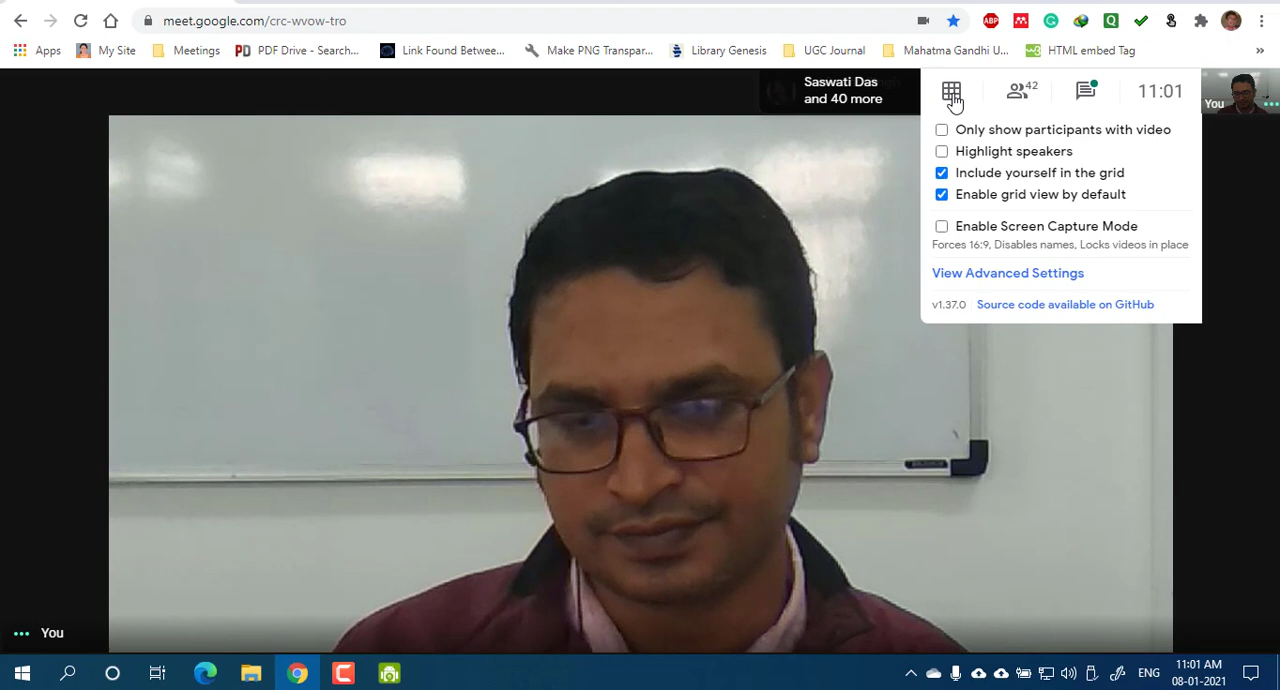 meet.google.com/crc-wvow-tro
ABP
Apps
My Site
Meetings
PD
PDF Drive - Search...
Link Found Betwee...
Make PNG Transpar...
Library Genesis
UGC Journal
Mahatma Gandhi U...
HTML embed Tag
»
Saswati Das
and 40 more
42
11:01
You
Only show participants with video
Highlight speakers
Include yourself in the grid
Enable grid view by default
Enable Screen Capture Mode
Forces 16:9, Disables names, Locks videos in place
View Advanced Settings
v1.37.0 Source code available on GitHub
You
ENG
11:01 AM
08-01-2021